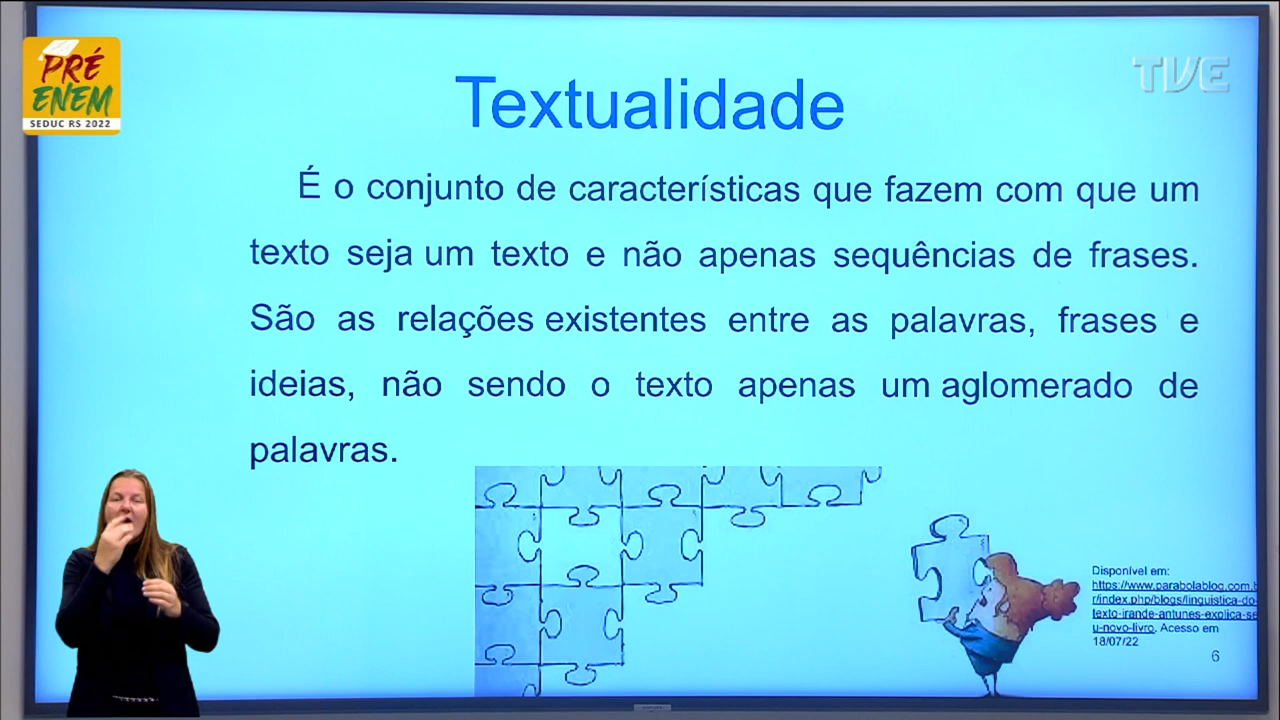 PRÉ
ENEM
SEDUC RS 2022
TVE
Textualidade
É o conjunto de características que fazem com que um
texto seja um texto e não apenas sequências de frases.
São as relações existentes entre as palavras, frases e
ideias, não sendo o texto apenas um aglomerado de
palavras.
Disponível em:
https://www.parabolablog.com.b
r/index.php/blogs/linguistica-do-
texto-irande-antunes-explica-se
u-novo-livro. Acesso em
18/07/22
6